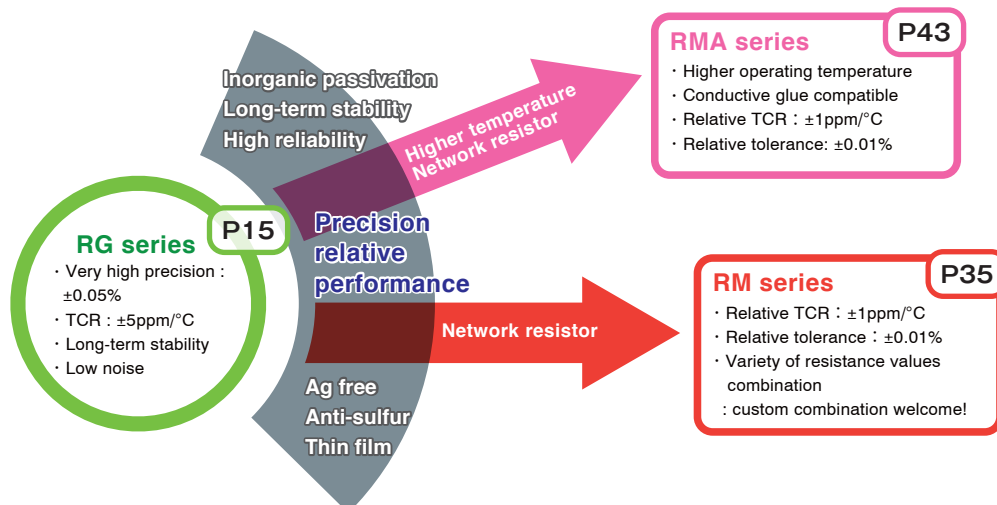 Inorganic passivation
Long-term stability
High reliability
Higher temperature
Network resistor
RMA series
P43
· Higher operating temperature
· Conductive glue compatible
· Relative TCR：±1ppm/°C
· Relative tolerance: ±0.01%
RG series
P15
· Very high precision :
±0.05%
· TCR : ±5ppm/°C
· Long-term stability
· Low noise
Precision
relative
performance
Network resistor
RM series
P35
· Relative TCR：±1ppm/°C
· Relative tolerance：±0.01%
· Variety of resistance values
combination
: custom combination welcome!
Ag free
Anti-sulfur
Thin film